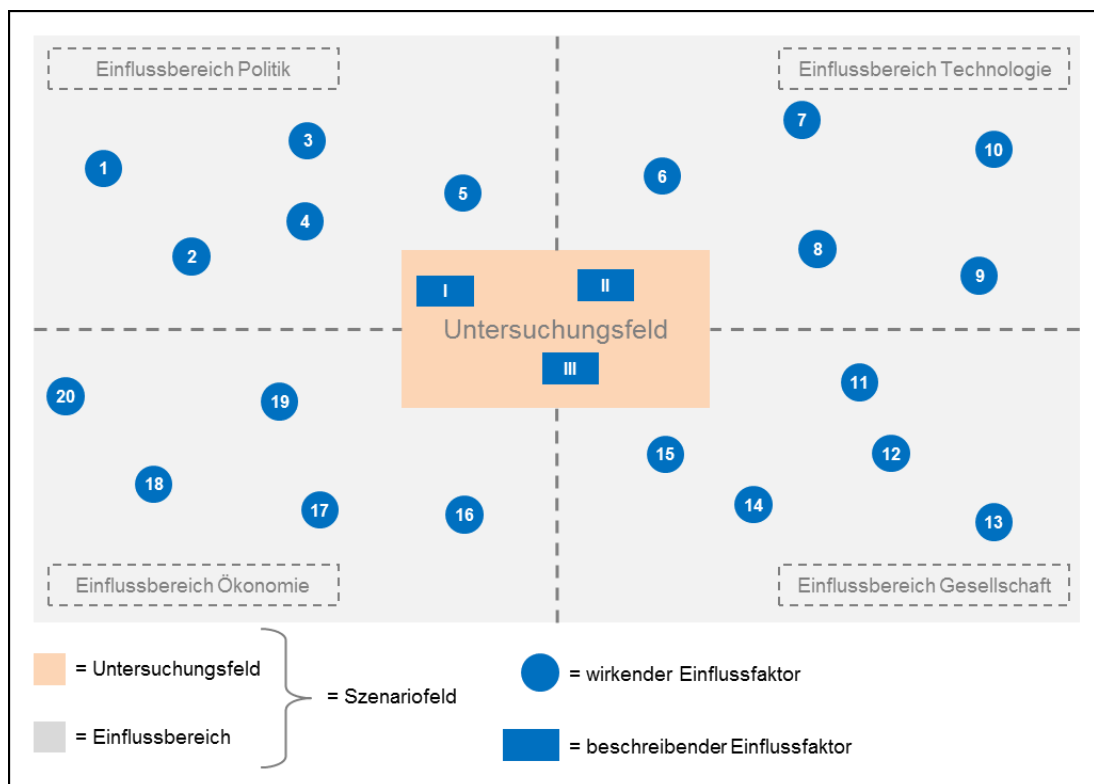 Einflussbereich Politik
Einflussbereich Technologie
7
3
10
1
6
5
4
8
2
9
I
II
Untersuchungsfeld
III
11
20
19
15
12
18
14
17
16
13
Einflussbereich Ökonomie
Einflussbereich Gesellschaft
= Untersuchungsfeld
= wirkender Einflussfaktor
= Szenariofeld
= Einflussbereich
= beschreibender Einflussfaktor